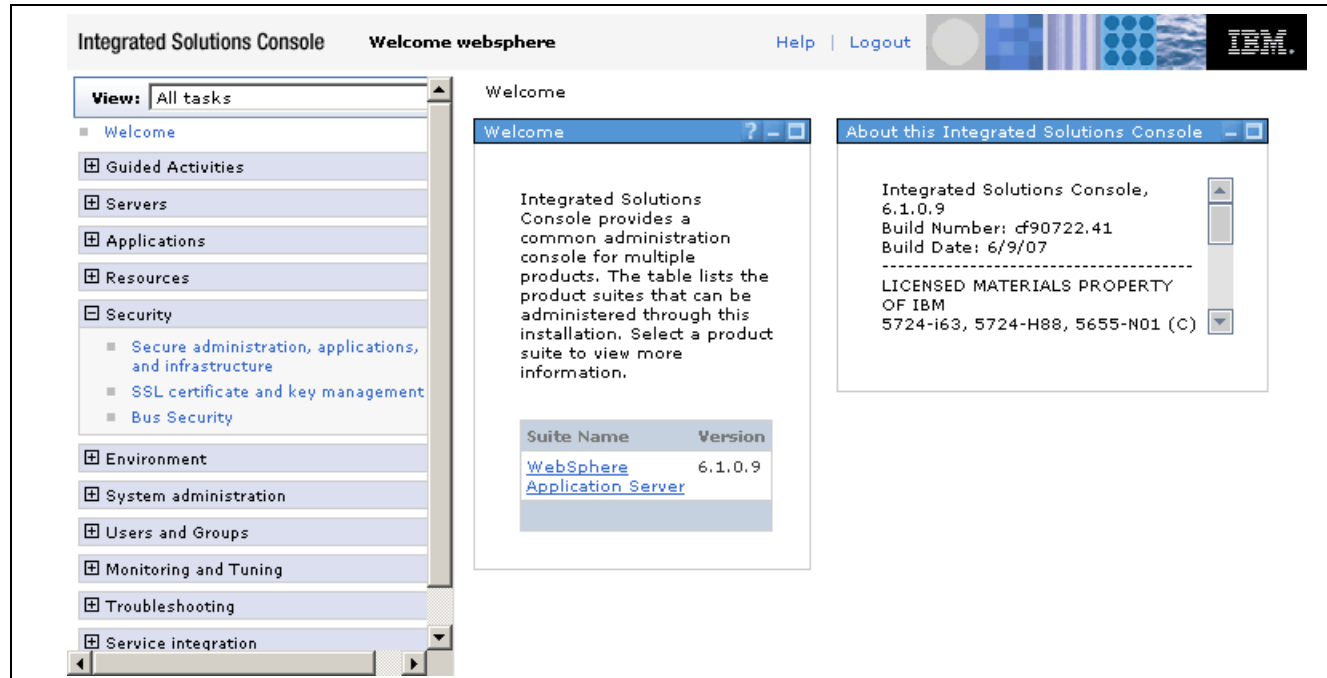 Integrated Solutions Console Welcome websphere Help | Logout IBM.
View: All tasks
Welcome
Guided Activities
Servers
Applications
Resources
Security
Secure administration, applications,
and infrastructure
SSL certificate and key management
Bus Security
Environment
System administration
Users and Groups
Monitoring and Tuning
Troubleshooting
Service integration
Welcome
Welcome ?
Integrated Solutions
Console provides a
common administration
console for multiple
products. The table lists the
product suites that can be
administered through this
installation. Select a product
suite to view more
information.
Suite Name Version
WebSphere 6.1.0.9
Application Server
About this Integrated Solutions Console
Integrated Solutions Console,
6.1.0.9
Build Number: cf90722.41
Build Date: 6/9/07
------------------------------------
LICENSED MATERIALS PROPERTY
OF IBM
5724-i63, 5724-H88, 5655-N01 (C)